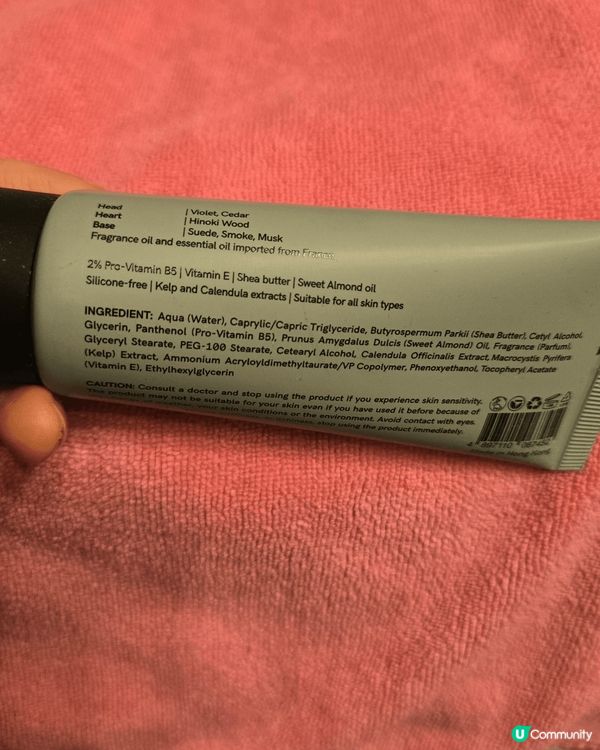 Head | Violet, Cedar
Heart | Hinoki Wood
Base | Suede, Smoke, Musk
Fragrance oil and essential oil imported from France.
2% Pro-Vitamin B5 | Vitamin E | Shea butter | Sweet Almond oil
Silicone-free | Kelp and Calendula extracts | Suitable for all skin types
INGREDIENT: Aqua (Water), Caprylic/Capric Triglyceride, Butyrospermum Parkii (Shea Butter), Cetyl Alcohol,
Glycerin, Panthenol (Pro-Vitamin B5), Prunus Amygdalus Dulcis (Sweet Almond) Oil, Fragrance (Parfum),
Glyceryl Stearate, PEG-100 Stearate, Cetearyl Alcohol, Calendula Officinalis Extract, Macrocystis Pyrifera
(Kelp) Extract, Ammonium Acryloyldimethyltaurate/VP Copolymer, Phenoxyethanol, Tocopheryl Acetate
(Vitamin E), Ethylhexylglycerin
CAUTION: Consult a doctor and stop using the product if you experience skin sensitivity.
This product may not be suitable for your skin evan if you have used it before because of
your skin conditions or the environment. Avoid contact with eyes.
stop using the product immediately.
Made in Hong Kong
U Community